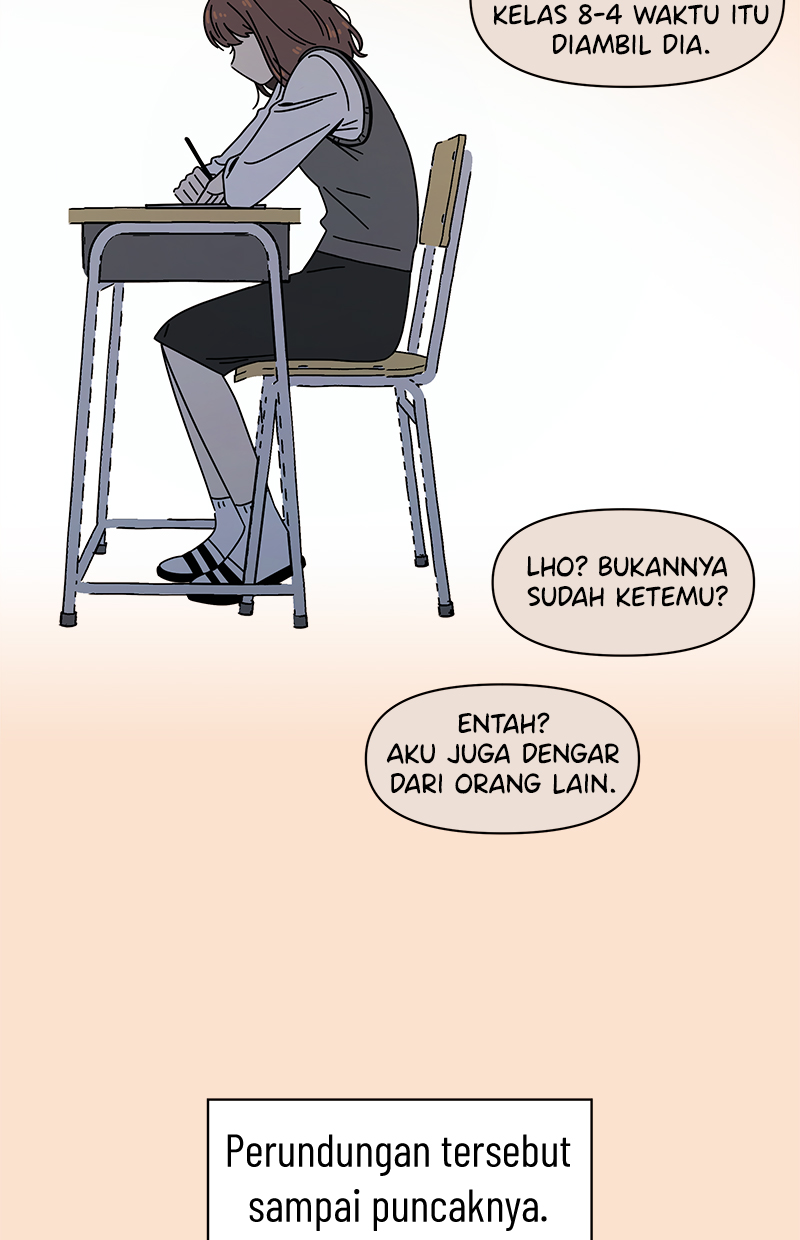 KELAS 8-4 WAKTU ITU
DIAMBIL DIA.
LHO? BUKANNYA
SUDAH KETEMU?
ENTAH?
AKU JUGA DENGAR
DARI ORANG LAIN.
Perundungan tersebut
sampai puncaknya.